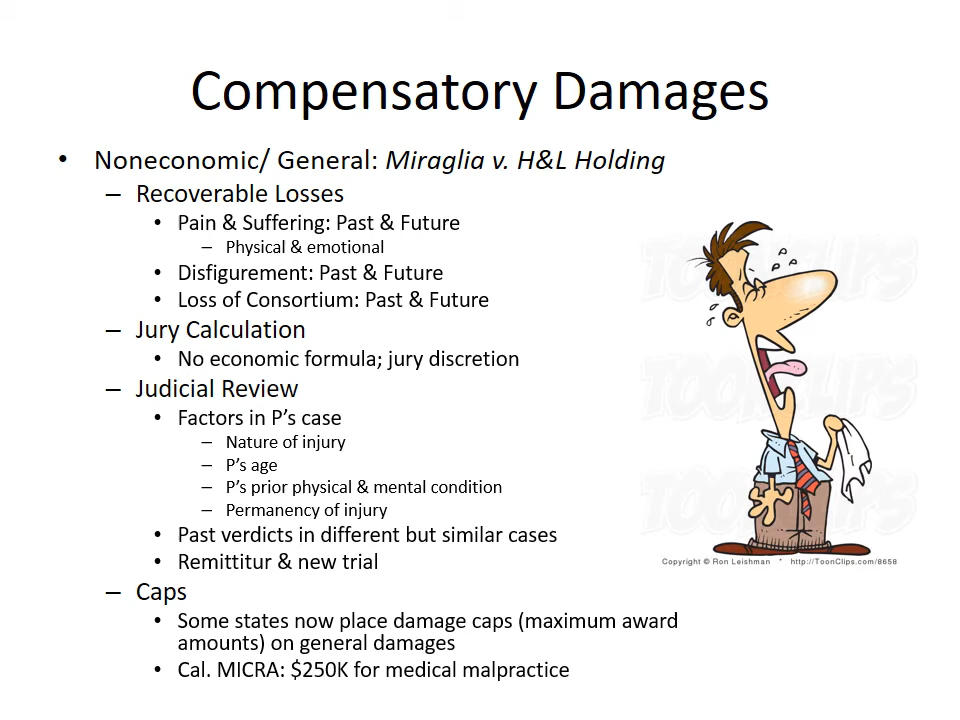 Compensatory Damages
• Noneconomic/ General: Miraglia v. H&L Holding
– Recoverable Losses
• Pain & Suffering: Past & Future
– Physical & emotional
• Disfigurement: Past & Future
• Loss of Consortium: Past & Future
– Jury Calculation
• No economic formula; jury discretion
– Judicial Review
• Factors in P’s case
– Nature of injury
– P’s age
– P’s prior physical & mental condition
– Permanency of injury
• Past verdicts in different but similar cases
• Remittitur & new trial
– Caps
• Some states now place damage caps (maximum award
amounts) on general damages
• Cal. MICRA: $250K for medical malpractice
TOONCLIPS
TOONCLIPS
TOONCLIPS
Copyright © Ron Leishman * http://ToonClips.com/8658